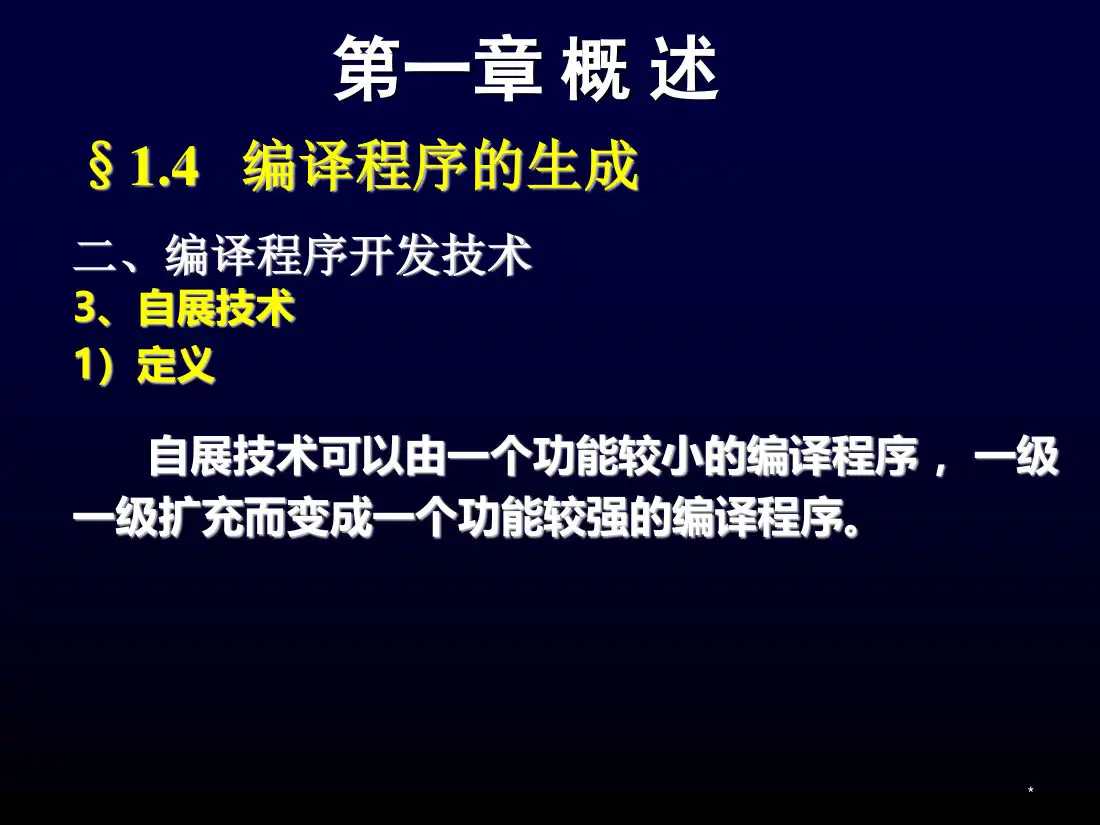 第一章 概 述
§1.4 编译程序的生成
二、编译程序开发技术
3、自展技术
1）定义
自展技术可以由一个功能较小的编译程序，一级
一级扩充而变成一个功能较强的编译程序。
*